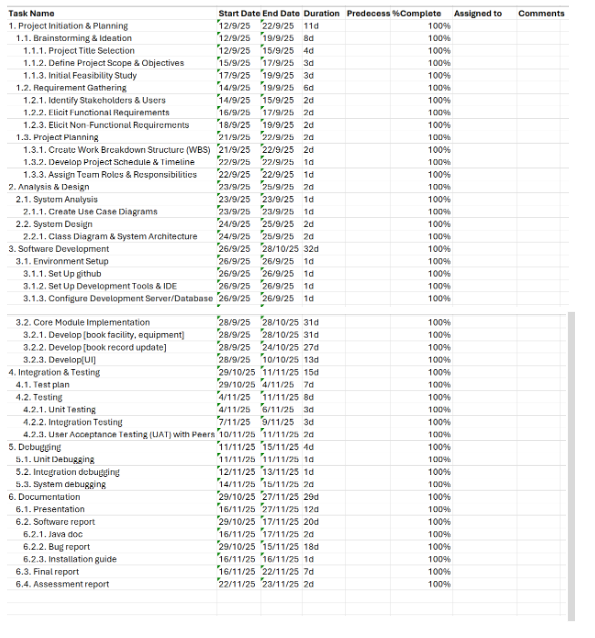 Task Name Start Date End Date Duration Predecess %Complete Assigned to Comments
1. Project Initiation & Planning 12/9/25 22/9/25 11d 100%
1.1. Brainstorming & Ideation 12/9/25 19/9/25 8d 100%
1.1.1. Project Title Selection 12/9/25 15/9/25 4d 100%
1.1.2. Define Project Scope & Objectives 15/9/25 17/9/25 3d 100%
1.1.3. Initial Feasibility Study 17/9/25 19/9/25 3d 100%
1.2. Requirement Gathering 14/9/25 19/9/25 6d 100%
1.2.1. Identify Stakeholders & Users 14/9/25 15/9/25 2d 100%
1.2.2. Elicit Functional Requirements 16/9/25 17/9/25 2d 100%
1.2.3. Elicit Non-Functional Requirements 18/9/25 19/9/25 2d 100%
1.3. Project Planning 21/9/25 22/9/25 2d 100%
1.3.1. Create Work Breakdown Structure (WBS) 21/9/25 22/9/25 2d 100%
1.3.2. Develop Project Schedule & Timeline 22/9/25 22/9/25 1d 100%
1.3.3. Assign Team Roles & Responsibilities 22/9/25 22/9/25 1d 100%
2. Analysis & Design 23/9/25 25/9/25 2d 100%
2.1. System Analysis 23/9/25 23/9/25 1d 100%
2.1.1. Create Use Case Diagrams 23/9/25 23/9/25 1d 100%
2.2. System Design 24/9/25 25/9/25 2d 100%
2.2.1. Class Diagram & System Architecture 24/9/25 25/9/25 2d 100%
3. Software Development 26/9/25 28/10/25 32d 100%
3.1. Environment Setup 26/9/25 26/9/25 1d 100%
3.1.1. Set Up github 26/9/25 26/9/25 1d 100%
3.1.2. Set Up Development Tools & IDE 26/9/25 26/9/25 1d 100%
3.1.3. Configure Development Server/Database 26/9/25 26/9/25 1d 100%
3.2. Core Module Implementation 28/9/25 28/10/25 31d 100%
3.2.1. Develop [book facility, equipment] 28/9/25 28/10/25 31d 100%
3.2.2. Develop [book record update] 28/9/25 24/10/25 27d 100%
3.2.3. Develop[UI] 28/9/25 10/10/25 13d 100%
4. Integration & Testing 29/10/25 11/11/25 15d 100%
4.1. Test plan 29/10/25 4/11/25 7d 100%
4.2. Testing 4/11/25 11/11/25 8d 100%
4.2.1. Unit Testing 4/11/25 6/11/25 3d 100%
4.2.2. Integration Testing 7/11/25 9/11/25 3d 100%
4.2.3. User Acceptance Testing (UAT) with Peers 10/11/25 11/11/25 2d 100%
5. Debugging 11/11/25 15/11/25 4d 100%
5.1. Unit Debugging 11/11/25 11/11/25 1d 100%
5.2. Integration debugging 12/11/25 13/11/25 1d 100%
5.3. System debugging 14/11/25 15/11/25 2d 100%
6. Documentation 29/10/25 27/11/25 29d 100%
6.1. Presentation 16/11/25 27/11/25 12d 100%
6.2. Software report 29/10/25 17/11/25 20d 100%
6.2.1. Java doc 16/11/25 17/11/25 2d 100%
6.2.2. Bug report 29/10/25 15/11/25 18d 100%
6.2.3. Installation guide 16/11/25 16/11/25 1d 100%
6.3. Final report 16/11/25 22/11/25 7d 100%
6.4. Assessment report 22/11/25 23/11/25 2d 100%